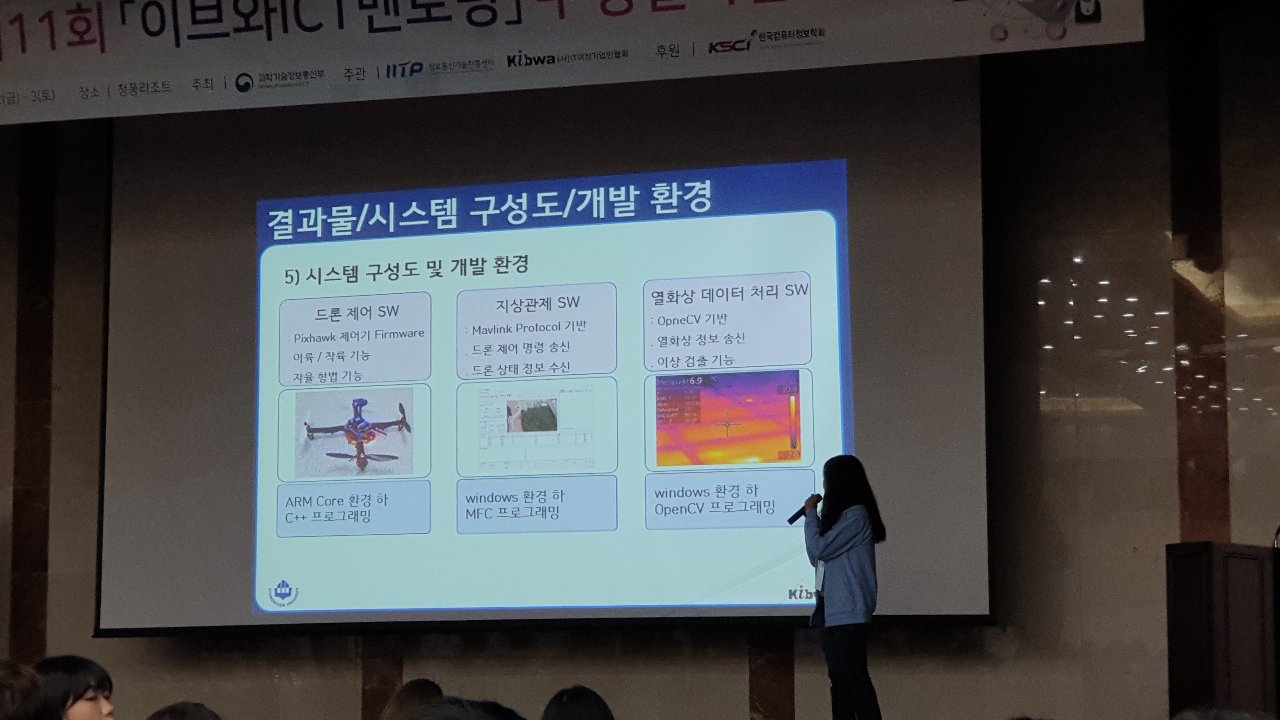 11회 「이브와ICT멘토링」
(금) - 3(토) 장소 | 청풍리조트 주최 | 과학기술정보통신부 주관 | IITP 정보통신기술진흥센터 Kibwa (사)IT여성기업인협회 후원 | KSCI 한국컴퓨터정보학회
결과물/시스템 구성도/개발 환경
5) 시스템 구성도 및 개발 환경
드론 제어 SW
Pixhawk 제어기 Firmware
이륙 / 착륙 기능
자율 항법 기능
지상관제 SW
: Mavlink Protocol 기반
. 드론 제어 명령 송신
. 드론 상태 정보 수신
열화상 데이터 처리 SW
: OpneCV 기반
. 열화상 정보 송신
. 이상 검출 기능
6.9
ARM Core 환경 하
C++ 프로그래밍
windows 환경 하
MFC 프로그래밍
windows 환경 하
OpenCV 프로그래밍
Kibw